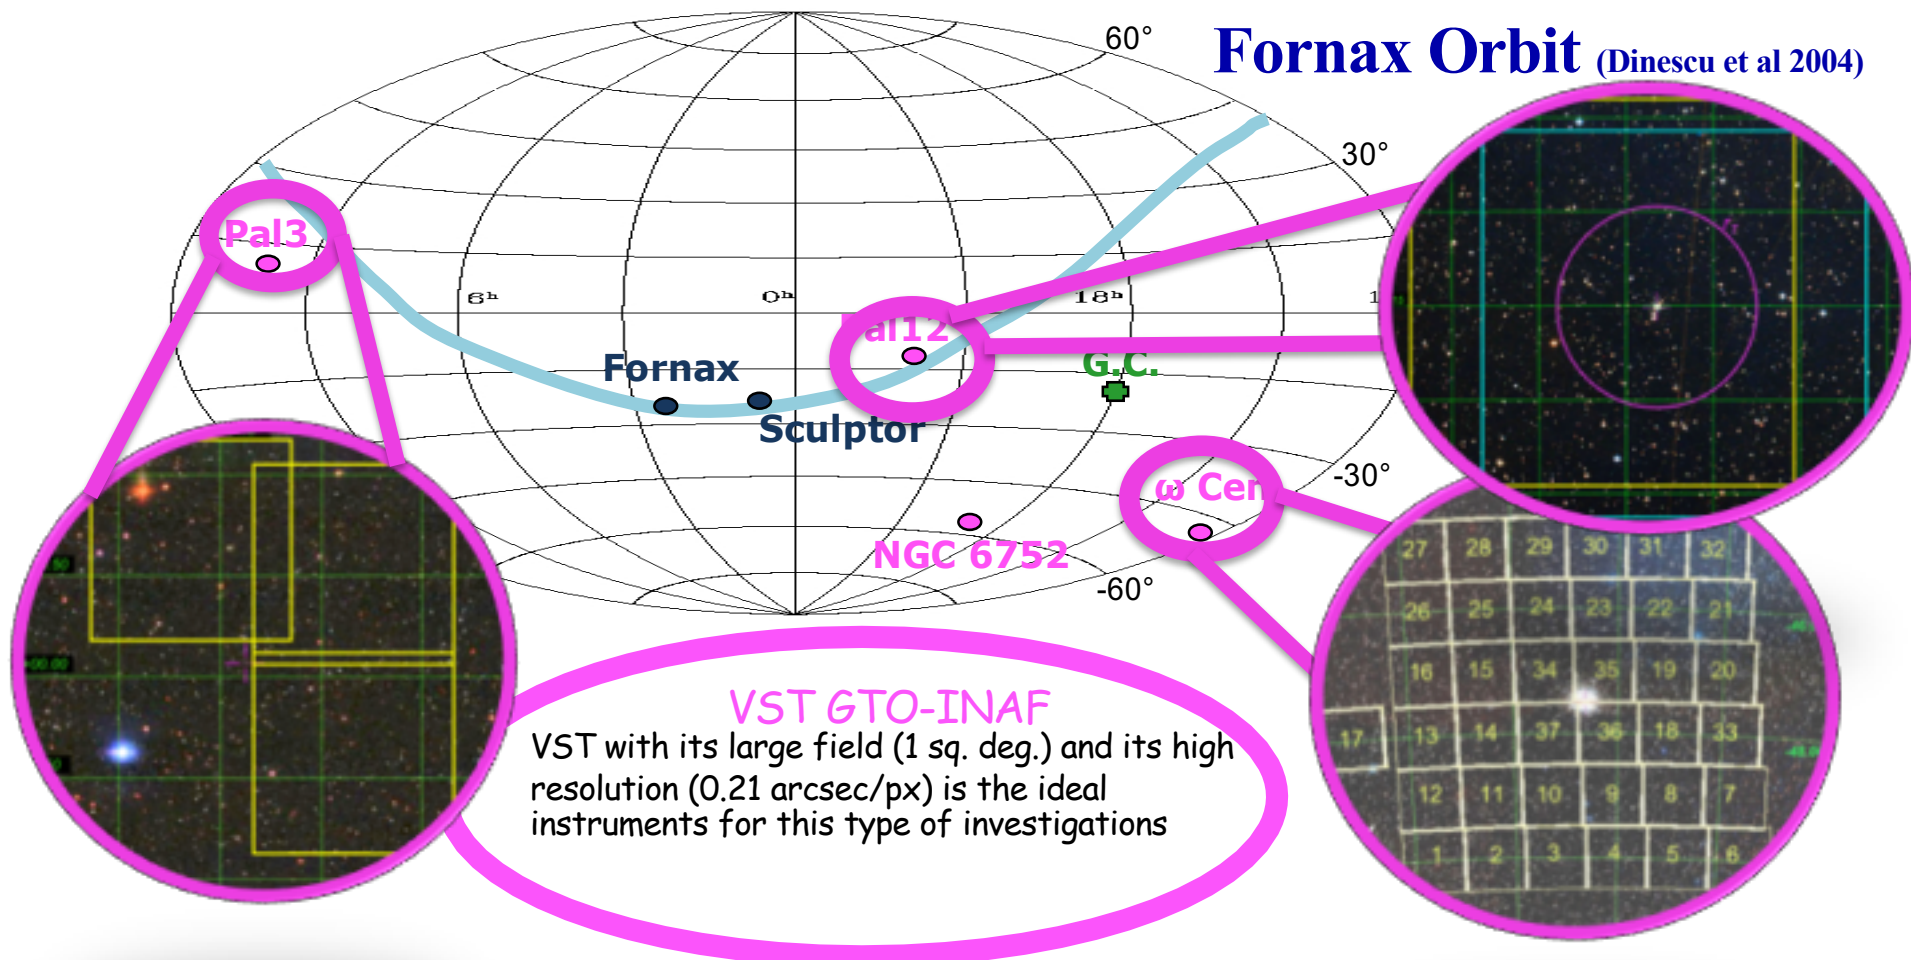 Fornax Orbit (Dinescu et al 2004)
60°
30°
Pal3
6ʰ
0ʰ
18ʰ
Pal12
Fornax
G.C.
Sculptor
-30°
ω Cen
NGC 6752
-60°
27 28 29 30 31 32
26 25 24 23 22 21
16 15 34 35 19 20
17 13 14 37 36 18 33
12 11 10 9 8 7
1 2 3 4 5 6
VST GTO-INAF
VST with its large field (1 sq. deg.) and its high
resolution (0.21 arcsec/px) is the ideal
instruments for this type of investigations